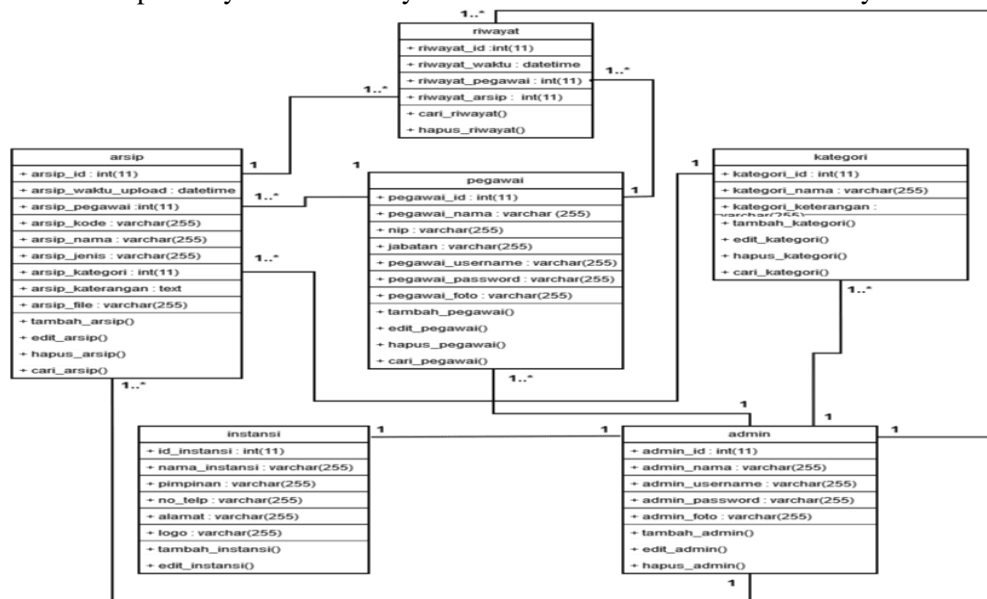 1..*
riwayat
+ riwayat_id :int(11)
+ riwayat_waktu : datetime
+ riwayat_pegawai : int(11)
+ riwayat_arsip : int(11)
+ cari_riwayat()
+ hapus_riwayat()
1..*
1..*
arsip
+ arsip_id : int(11)
+ arsip_waktu_upload : datetime
+ arsip_pegawai :int(11)
+ arsip_kode : varchar(255)
+ arsip_nama : varchar(255)
+ arsip_jenis : varchar(255)
+ arsip_kategori : int(11)
+ arsip_katerangan : text
+ arsip_file : varchar(255)
+ tambah_arsip()
+ edit_arsip()
+ hapus_arsip()
+ cari_arsip()
1
1..*
1..*
1..*
1
pegawai
+ pegawai_id : int(11)
+ pegawai_nama : varchar (255)
+ nip : varchar(255)
+ jabatan : varchar(255)
+ pegawai_username : varchar(255)
+ pegawai_password : varchar(255)
+ pegawai_foto : varchar(255)
+ tambah_pegawai()
+ edit_pegawai()
+ hapus_pegawai()
+ cari_pegawai()
1
1..*
1
kategori
+ kategori_id : int(11)
+ kategori_nama : varchar(255)
+ kategori_keterangan :
varchar(255)
+ tambah_kategori()
+ edit_kategori()
+ hapus_kategori()
+ cari_kategori()
1..*
instansi
+ id_instansi : int(11)
+ nama_instansi : varchar(255)
+ pimpinan : varchar(255)
+ no_telp : varchar(255)
+ alamat : varchar(255)
+ logo : varchar(255)
+ tambah_instansi()
+ edit_instansi()
1
1
1
1
1
admin
+ admin_id : int(11)
+ admin_nama : varchar(255)
+ admin_username : varchar(255)
+ admin_password : varchar(255)
+ admin_foto : varchar(255)
+ tambah_admin()
+ edit_admin()
+ hapus_admin()
1